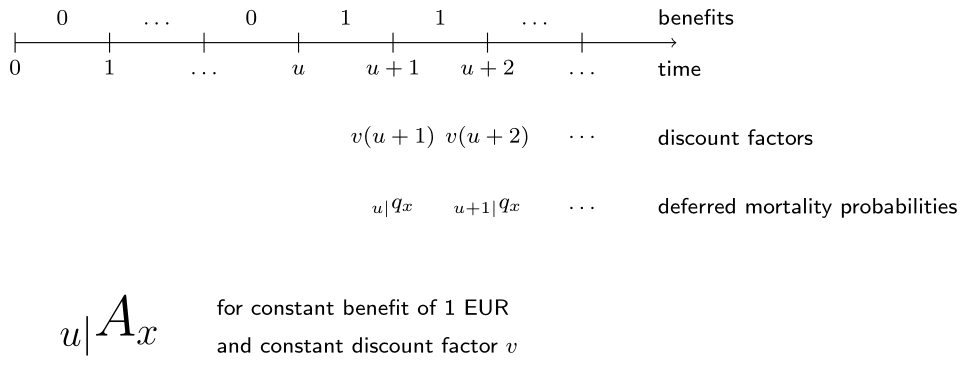 0 … 0 1 1 … benefits
0 1 … u u + 1 u + 2 … time
v(u + 1) v(u + 2) … discount factors
u|qx u+1|qx … deferred mortality probabilities
u|Ax for constant benefit of 1 EUR
and constant discount factor v